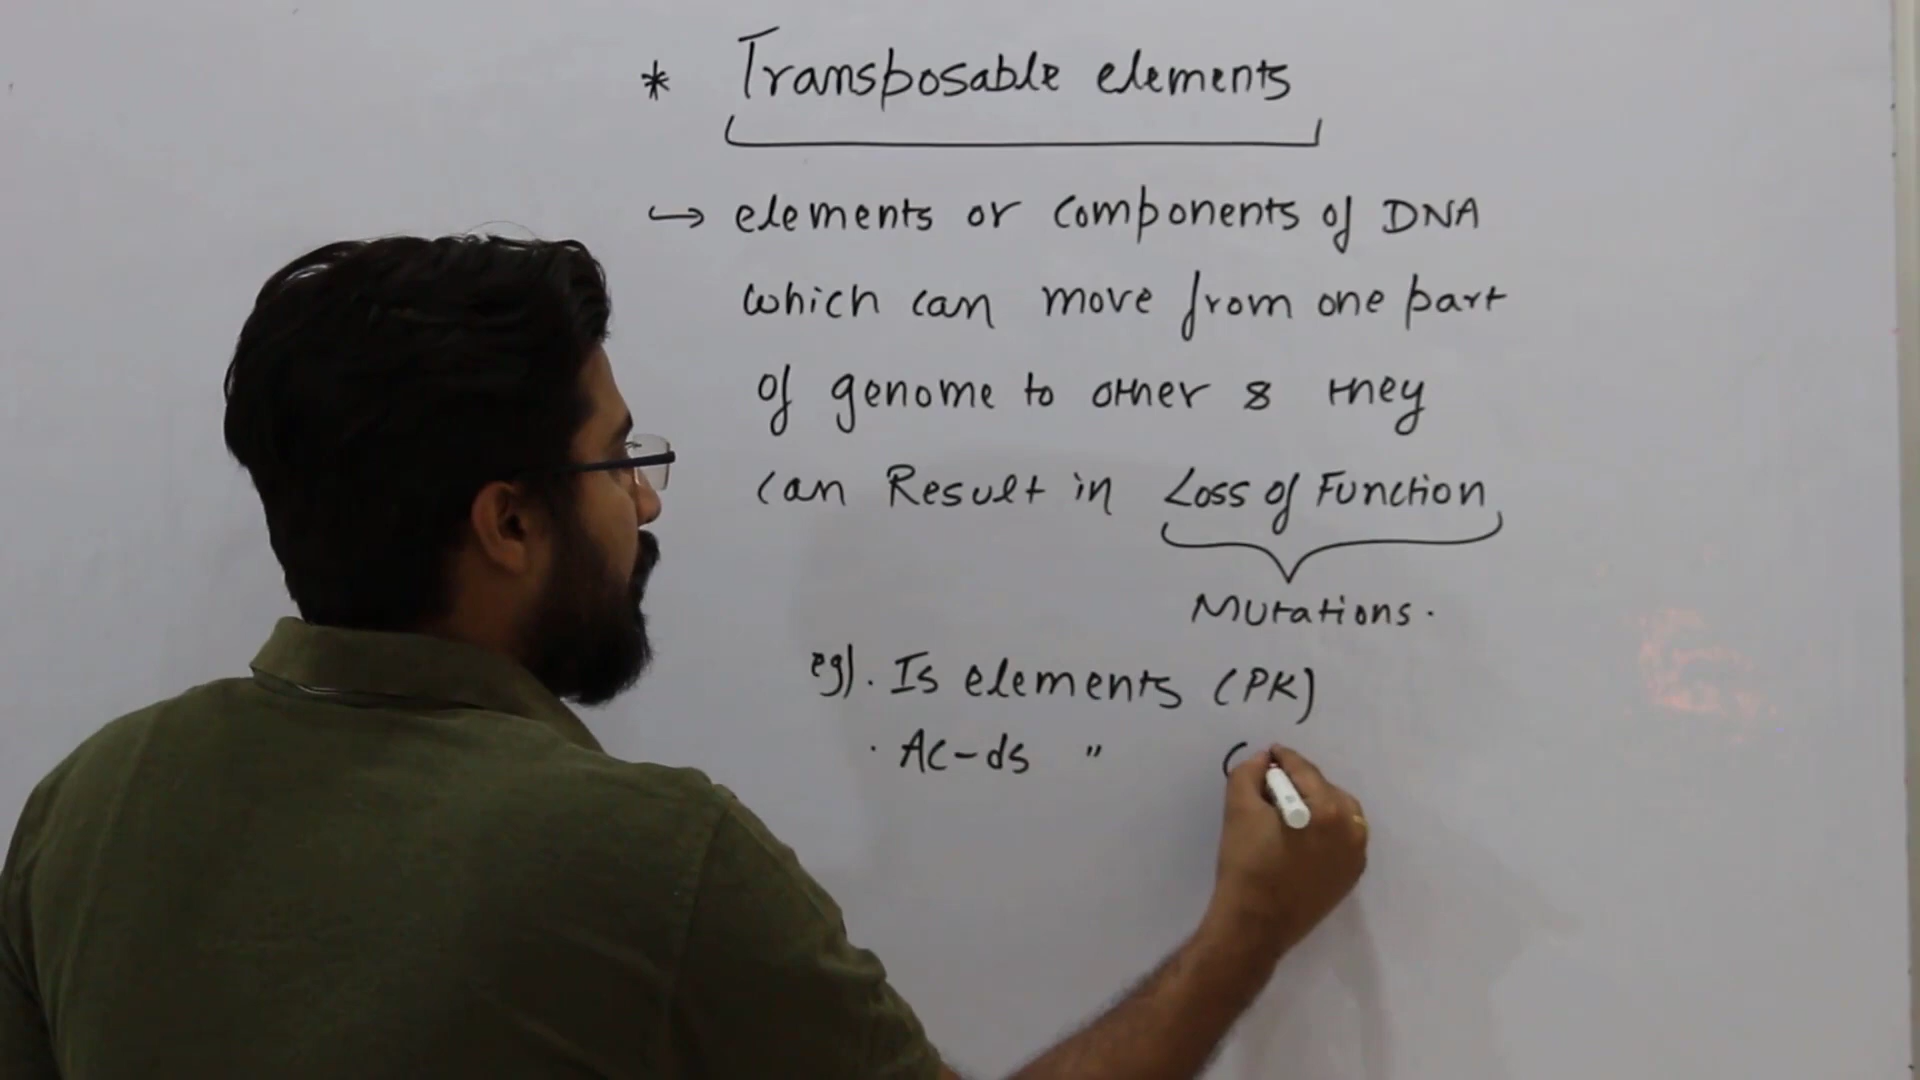 * Transposable elements
↪ elements or components of DNA
which can move from one part
of genome to other & they
can Result in Loss of Function
Mutations.
eg). Is elements (PK)
· Ac-ds " (